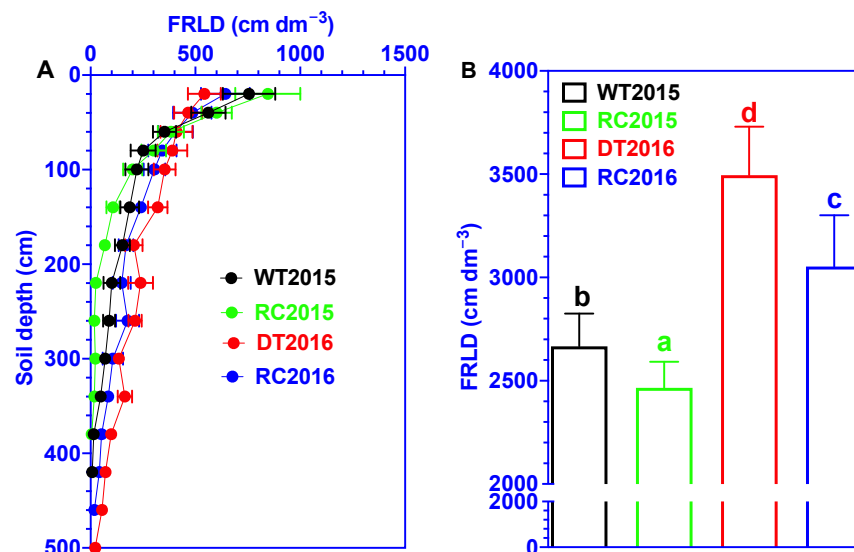 FRLD (cm dm⁻³)
0 500 1000 1500
A
Soil depth (cm)
0
100
200
300
400
500
WT2015
RC2015
DT2016
RC2016
B
FRLD (cm dm⁻³)
4000
3500
3000
2500
2000
2000
0
WT2015
RC2015
DT2016
RC2016
b
a
d
c